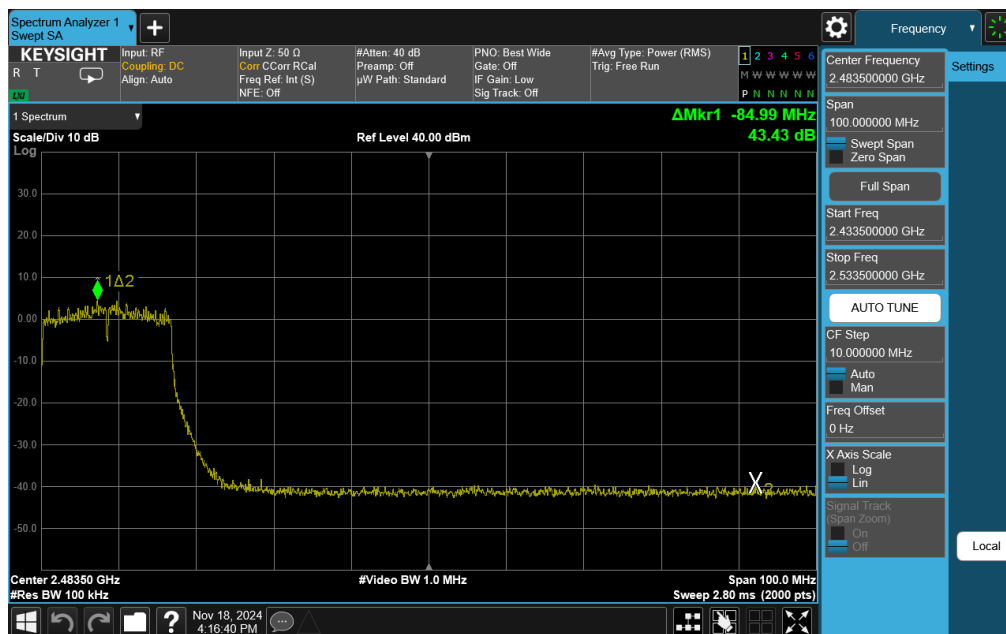 Spectrum Analyzer 1
Swept SA
KEYSIGHT
R T
LXI
Input: RF
Coupling: DC
Align: Auto
Input Z: 50 Ω
Corr CCorr RCal
Freq Ref: Int (S)
NFE: Off
#Atten: 40 dB
Preamp: Off
µW Path: Standard
PNO: Best Wide
Gate: Off
IF Gain: Low
Sig Track: Off
#Avg Type: Power (RMS)
Trig: Free Run
1 2 3 4 5 6
M W W W W W
P N N N N N
1 Spectrum
Scale/Div 10 dB
Ref Level 40.00 dBm
ΔMkr1 -84.99 MHz
43.43 dB
Log
30.0
20.0
10.0
0.00
-10.0
-20.0
-30.0
-40.0
-50.0
1Δ2
X2
Center 2.48350 GHz
#Video BW 1.0 MHz
Span 100.0 MHz
#Res BW 100 kHz
Sweep 2.80 ms (2000 pts)
Nov 18, 2024
4:16:40 PM
Frequency
Settings
Center Frequency
2.483500000 GHz
Span
100.000000 MHz
Swept Span
Zero Span
Full Span
Start Freq
2.433500000 GHz
Stop Freq
2.533500000 GHz
AUTO TUNE
CF Step
10.000000 MHz
Auto
Man
Freq Offset
0 Hz
X Axis Scale
Log
Lin
Signal Track
(Span Zoom)
On
Off
Local